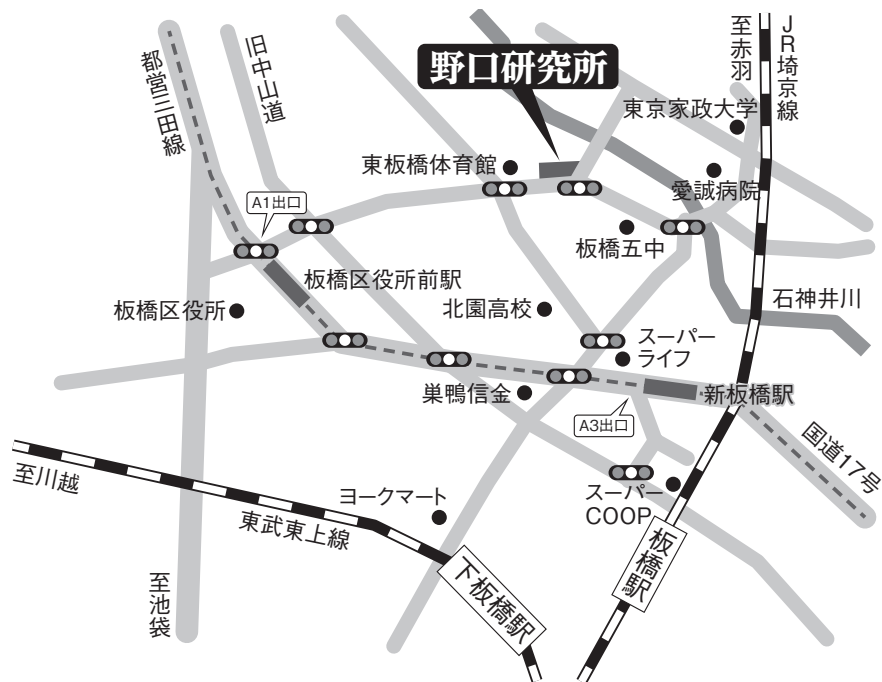 野口研究所
JR埼京線
至赤羽
旧中山道
都営三田線
東京家政大学
東板橋体育館
愛誠病院
A1出口
板橋五中
板橋区役所前駅
石神井川
板橋区役所
北園高校
スーパー
ライフ
巣鴨信金
新板橋駅
A3出口
国道17号
至川越
ヨークマート
スーパー
COOP
東武東上線
板橋駅
下板橋駅
至池袋